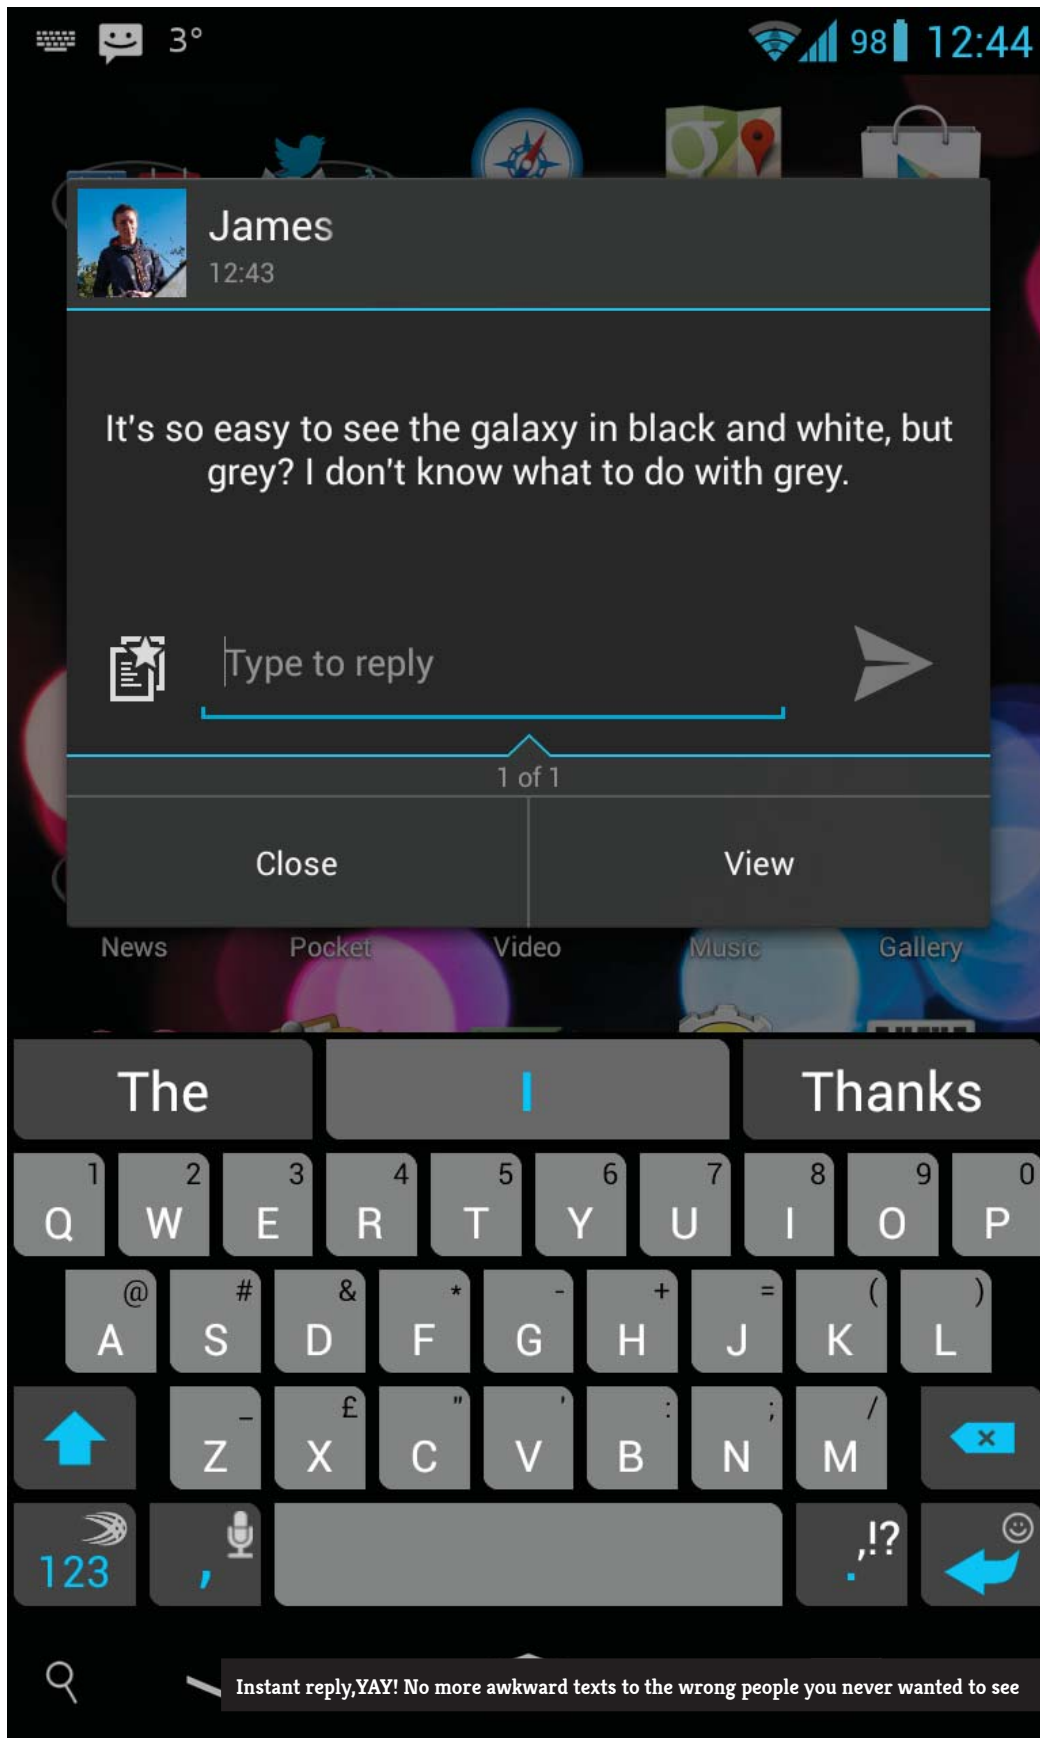 3° 98 12:44
James
12:43
It's so easy to see the galaxy in black and white, but
grey? I don't know what to do with grey.
Type to reply
1 of 1
Close View
News Pocket Video Music Gallery
The I Thanks
1 2 3 4 5 6 7 8 9 0
Q W E R T Y U I O P
@ # & * - + = ( )
A S D F G H J K L
_ £ " ' : ; /
Z X C V B N M
,!?
123 , .
Instant reply,YAY! No more awkward texts to the wrong people you never wanted to see